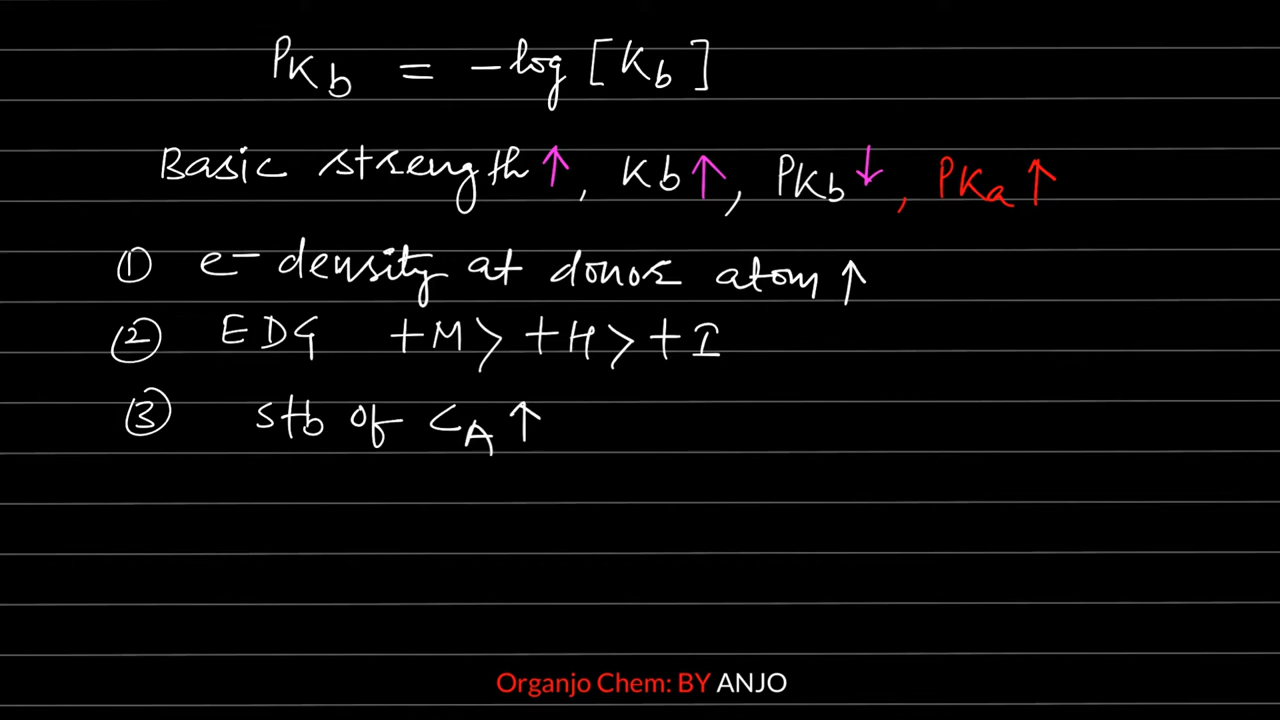 PKb = -log [Kb]
Basic strength ↑, Kb ↑, PKb ↓, PKa ↑
① e- density at donor atom ↑
② EDG +M > +H > +I
③ stb of CA ↑
Organjo Chem: BY ANJO